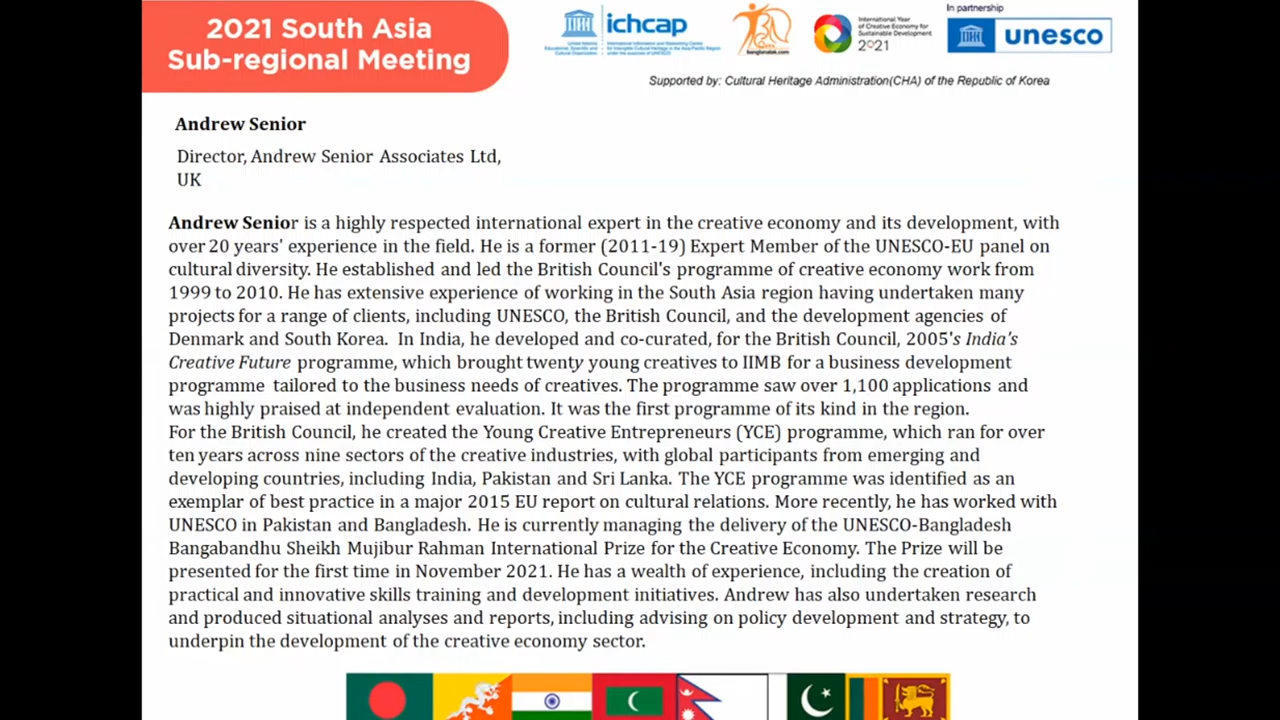 2021 South Asia
Sub-regional Meeting
ichcap
banglanatak.com
International Year
of Creative Economy for
Sustainable Development
2021
In partnership
unesco
Supported by: Cultural Heritage Administration(CHA) of the Republic of Korea
Andrew Senior
Director, Andrew Senior Associates Ltd,
UK
Andrew Senior is a highly respected international expert in the creative economy and its development, with
over 20 years' experience in the field. He is a former (2011-19) Expert Member of the UNESCO-EU panel on
cultural diversity. He established and led the British Council's programme of creative economy work from
1999 to 2010. He has extensive experience of working in the South Asia region having undertaken many
projects for a range of clients, including UNESCO, the British Council, and the development agencies of
Denmark and South Korea. In India, he developed and co-curated, for the British Council, 2005's India's
Creative Future programme, which brought twenty young creatives to IIMB for a business development
programme tailored to the business needs of creatives. The programme saw over 1,100 applications and
was highly praised at independent evaluation. It was the first programme of its kind in the region.
For the British Council, he created the Young Creative Entrepreneurs (YCE) programme, which ran for over
ten years across nine sectors of the creative industries, with global participants from emerging and
developing countries, including India, Pakistan and Sri Lanka. The YCE programme was identified as an
exemplar of best practice in a major 2015 EU report on cultural relations. More recently, he has worked with
UNESCO in Pakistan and Bangladesh. He is currently managing the delivery of the UNESCO-Bangladesh
Bangabandhu Sheikh Mujibur Rahman International Prize for the Creative Economy. The Prize will be
presented for the first time in November 2021. He has a wealth of experience, including the creation of
practical and innovative skills training and development initiatives. Andrew has also undertaken research
and produced situational analyses and reports, including advising on policy development and strategy, to
underpin the development of the creative economy sector.